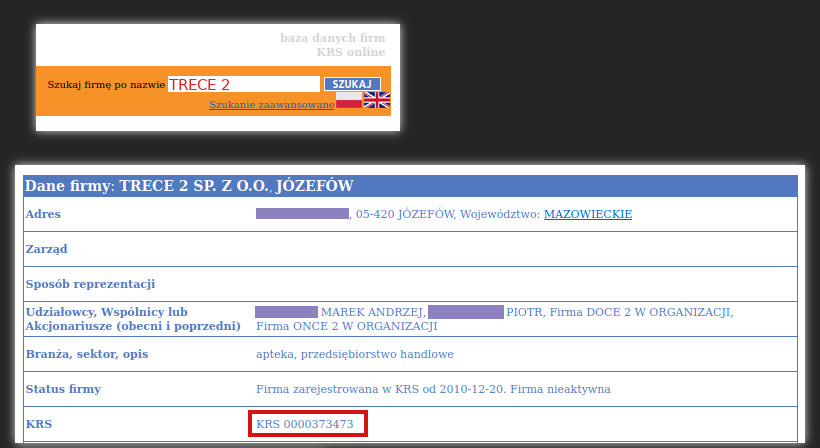 baza danych firm
KRS online
Szukaj firmę po nazwie TRECE 2 SZUKAJ
Szukanie zaawansowane
Dane firmy: TRECE 2 SP. Z O.O., JÓZEFÓW
Adres , 05-420 JÓZEFÓW, Województwo: MAZOWIECKIE
Zarząd
Sposób reprezentacji
Udziałowcy, Wspólnicy lub
Akcjonariusze (obecni i poprzedni)
MAREK ANDRZEJ, PIOTR, Firma DOCE 2 W ORGANIZACJI,
Firma ONCE 2 W ORGANIZACJI
Branża, sektor, opis apteka, przedsiębiorstwo handlowe
Status firmy Firma zarejestrowana w KRS od 2010-12-20. Firma nieaktywna
KRS KRS 0000373473